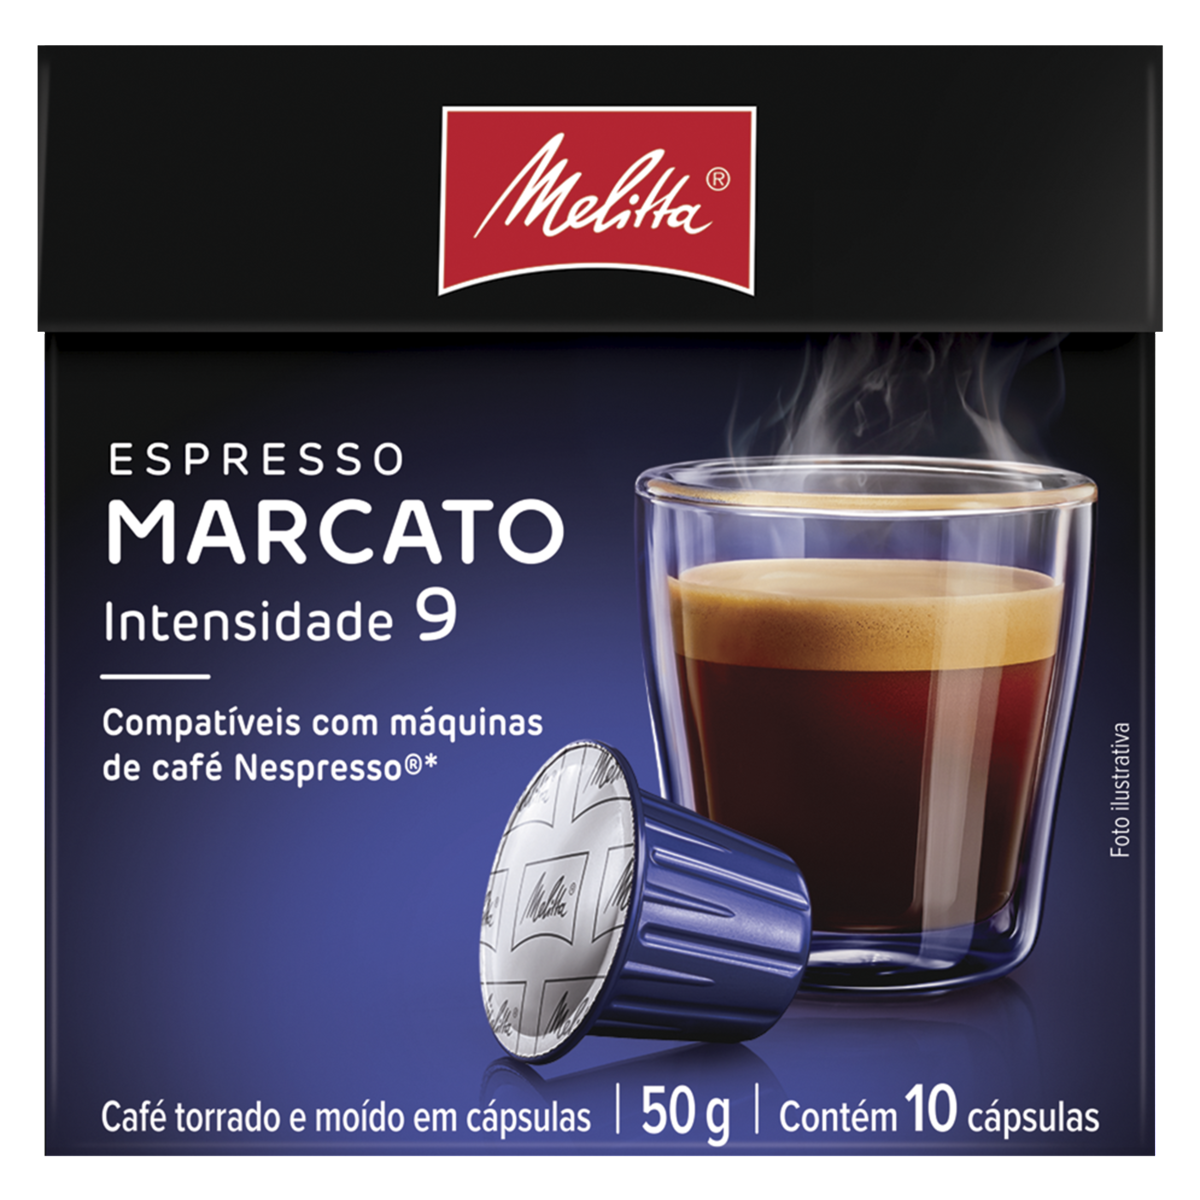 Melitta®
ESPRESSO
MARCATO
Intensidade 9
Compatíveis com máquinas
de café Nespresso®*
Melitta®
Foto ilustrativa
Café torrado e moído em cápsulas | 50 g | Contém 10 cápsulas